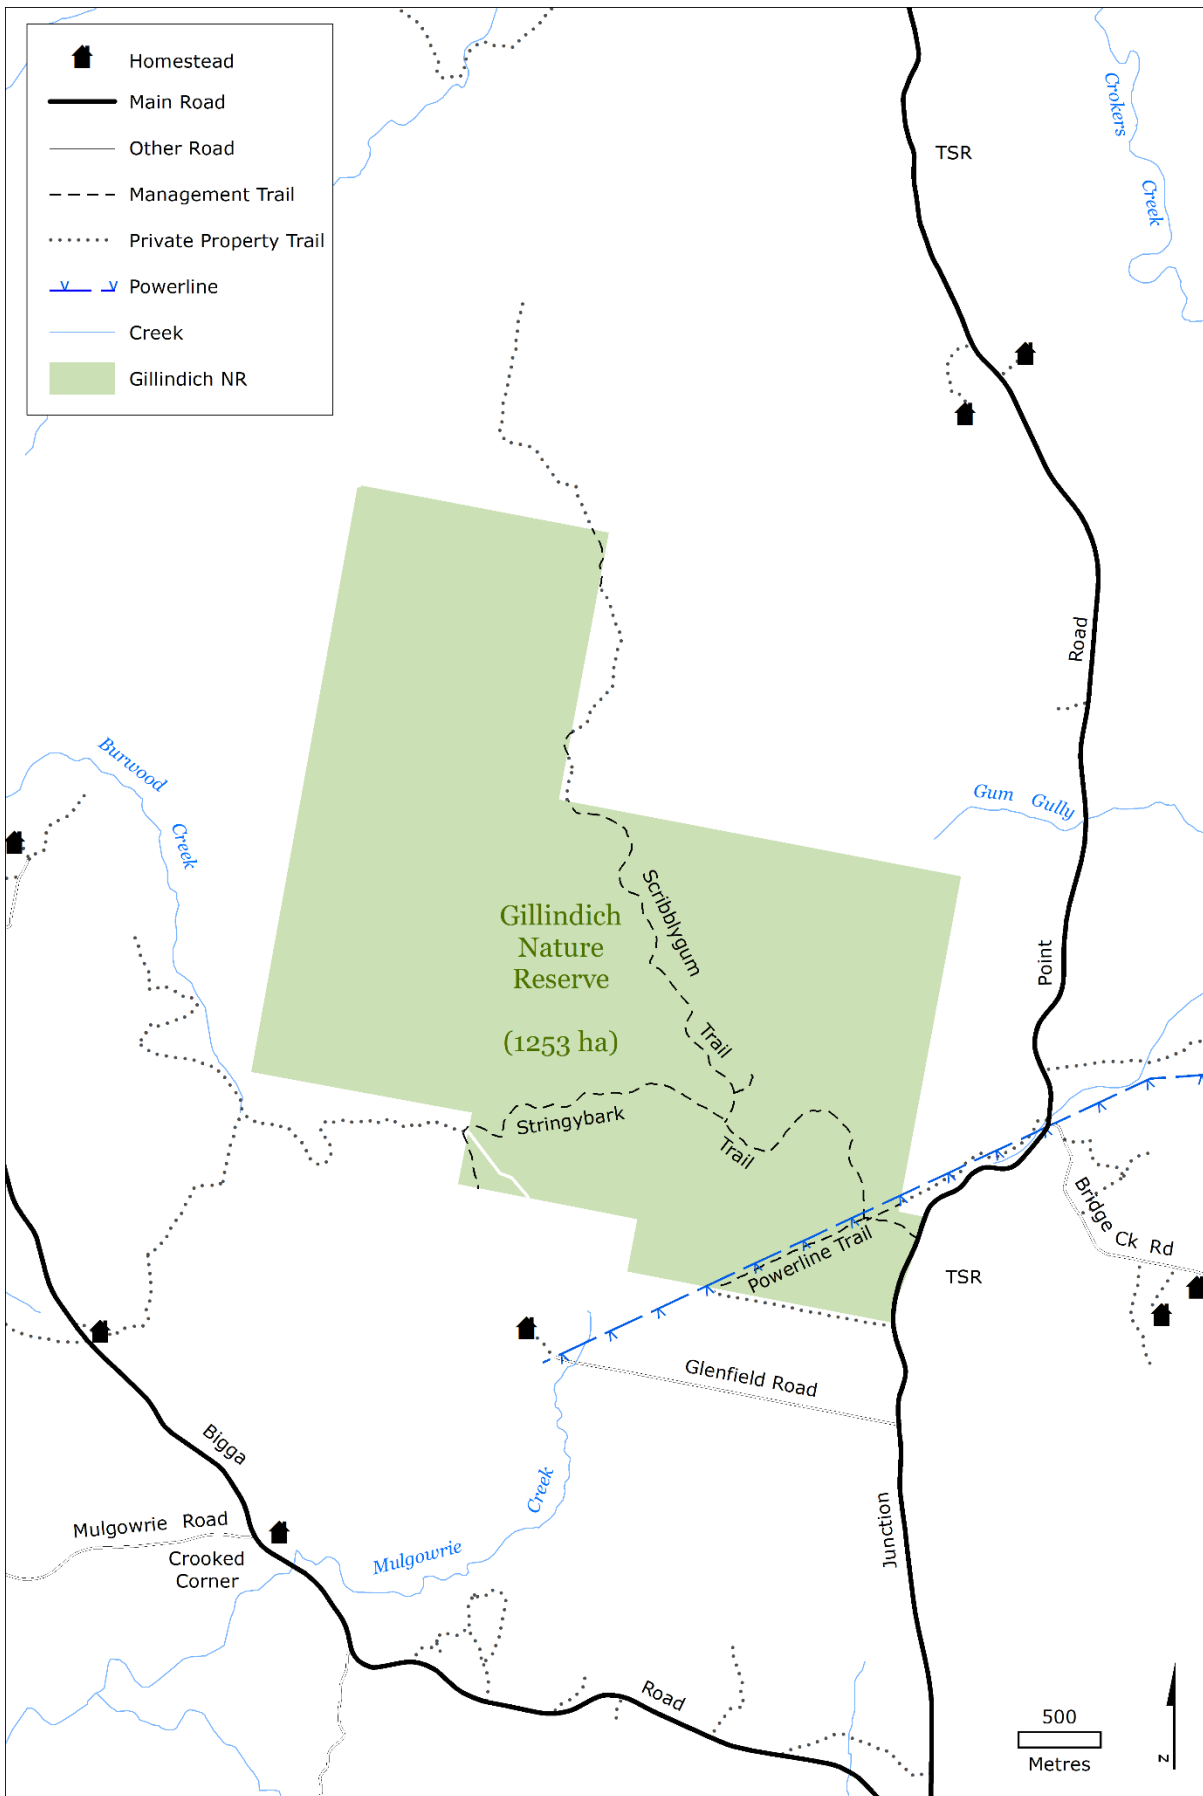 Homestead
Main Road
Other Road
Management Trail
Private Property Trail
Powerline
Creek
Gillindich NR
Crokers
Creek
TSR
Road
Burwood
Creek
Gum Gully
Scribblygum
Trail
Gillindich
Nature
Reserve
(1253 ha)
Point
Stringybark
Trail
Bridge
Ck Rd
Powerline Trail
TSR
Glenfield Road
Bigga
Creek
Mulgowrie Road
Crooked
Corner
Mulgowrie
Junction
Road
500
Metres
N